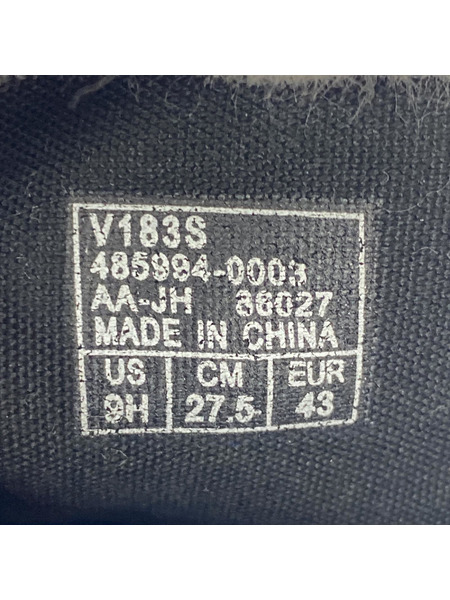 V183S
485994-0003
AA-JH 36027
MADE IN CHINA
US CM EUR
9H 27.5 43